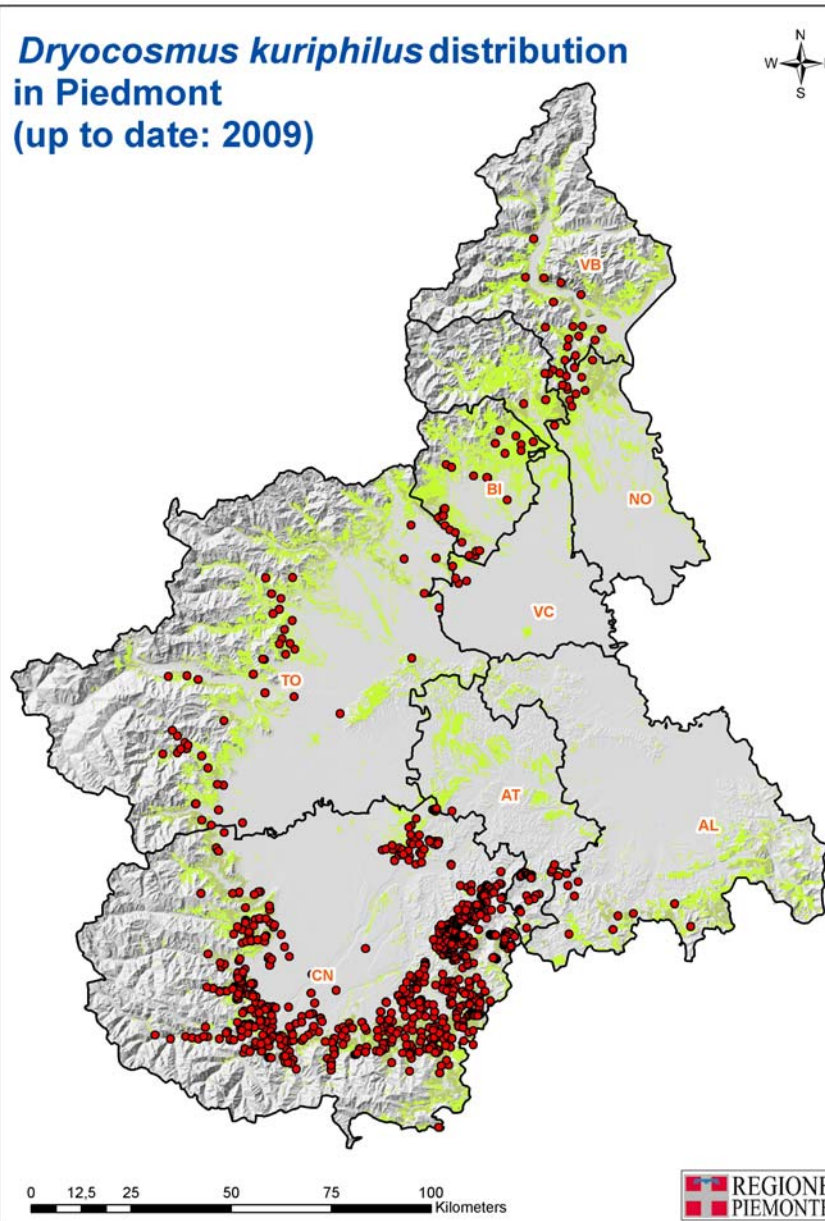 Dryocosmus kuriphilus distribution
in Piedmont
(up to date: 2009)
N
W
S
VB
BI
NO
VC
TO
AT
AL
CN
0 12,5 25 50 75 100
Kilometers
REGIONE
PIEMONTE